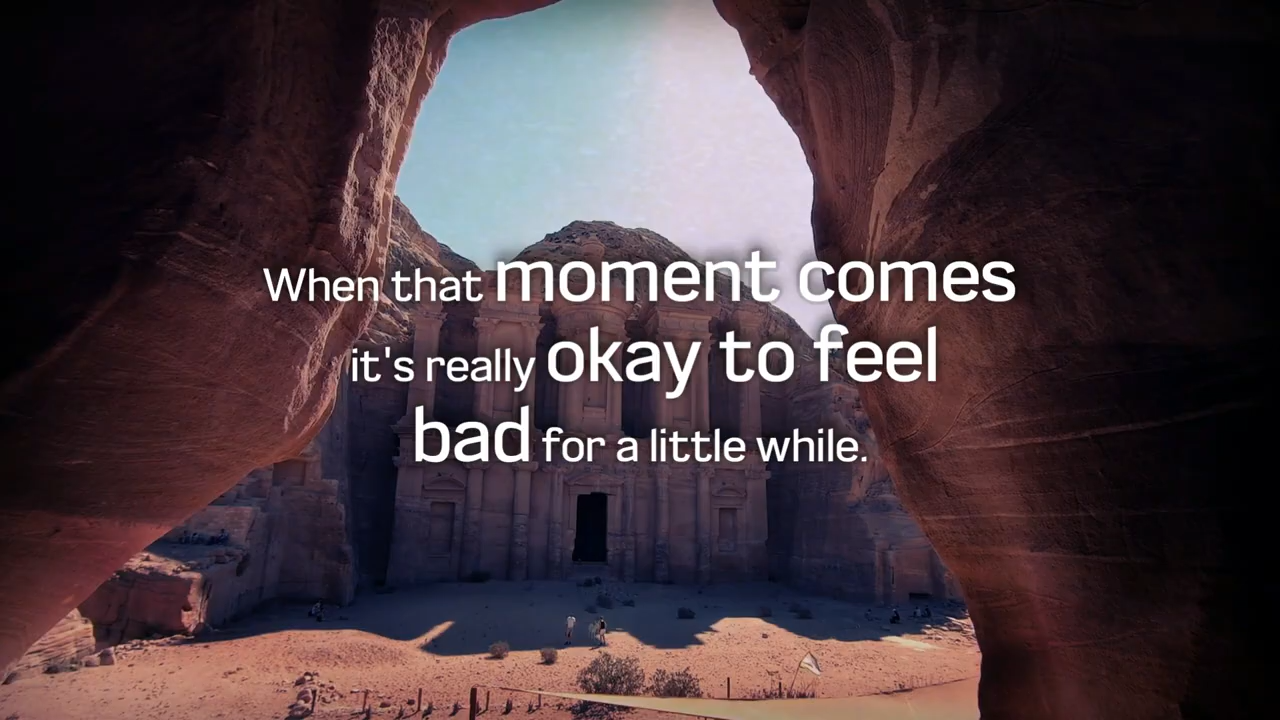 When that moment comes
it's really okay to feel
bad for a little while.